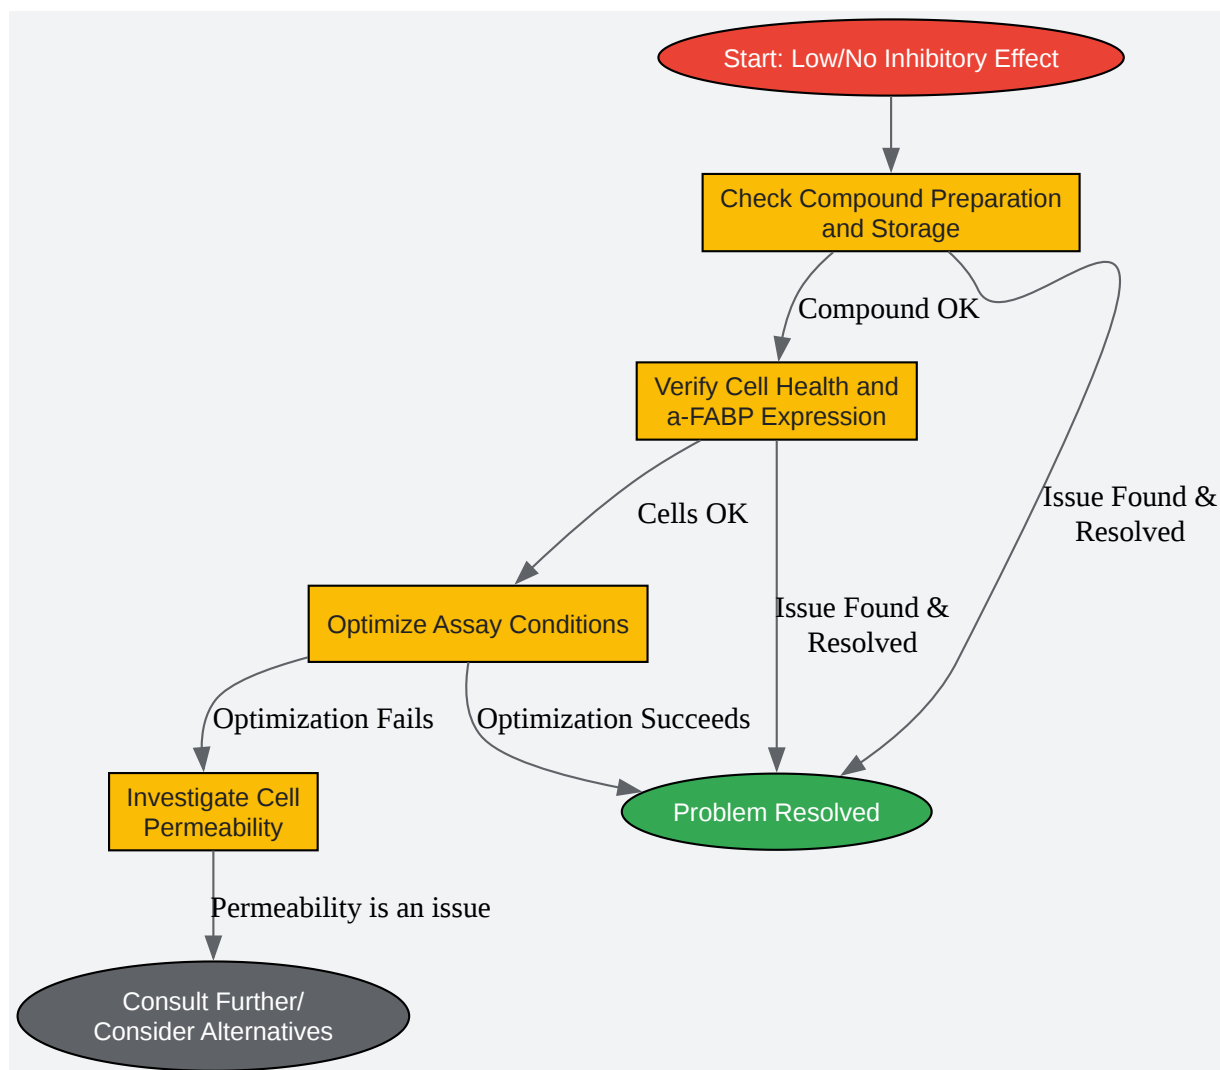 Start: Low/No Inhibitory Effect
Check Compound Preparation
and Storage
Compound OK
Verify Cell Health and
a-FABP Expression
Issue Found &
Resolved
Cells OK
Issue Found &
Resolved
Optimize Assay Conditions
Optimization Fails
Optimization Succeeds
Investigate Cell
Permeability
Problem Resolved
Permeability is an issue
Consult Further/
Consider Alternatives